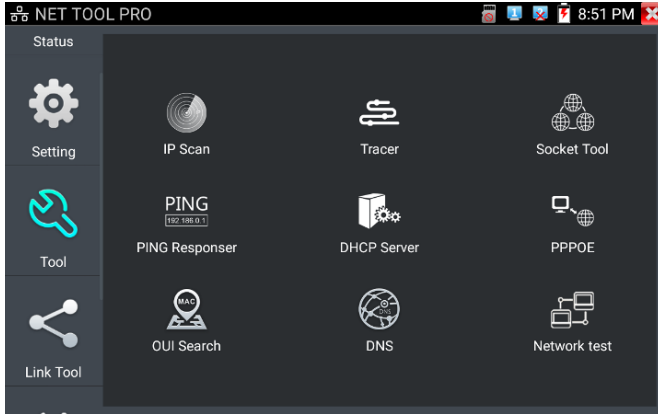 NET TOOL PRO
8:51 PM
Status
Setting
Tool
Link Tool
IP Scan
Tracer
Socket Tool
PING
192.186.0.1
PING Responser
DHCP Server
PPPOE
MAC
OUI Search
DNS
DNS
Network test